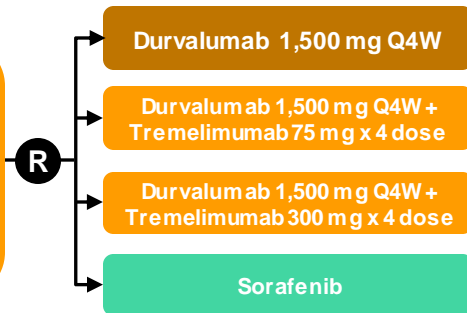 Durvalumab 1,500 mg Q4W
Durvalumab 1,500 mg Q4W +
Tremelimumab 75 mg x 4 dose
R
Durvalumab 1,500 mg Q4W +
Tremelimumab 300 mg x 4 dose
Sorafenib